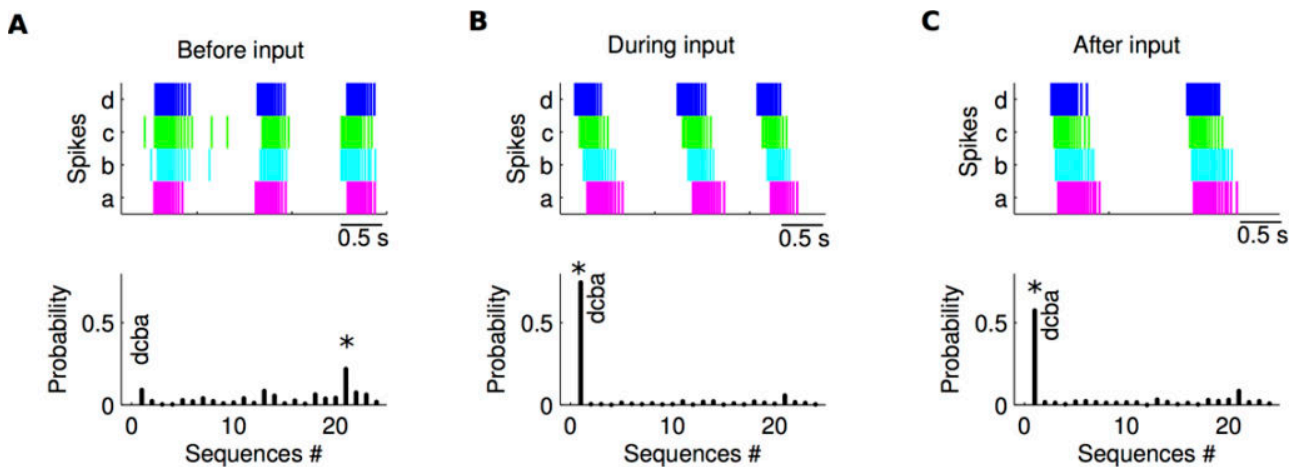 A
Before input
Spikes
d
c
b
a
0.5 s
Probability
0.5
0
dcba
*
0
10
20
Sequences #
B
During input
Spikes
d
c
b
a
0.5 s
Probability
0.5
0
*
dcba
0
10
20
Sequences #
C
After input
Spikes
d
c
b
a
0.5 s
Probability
0.5
0
*
dcba
0
10
20
Sequences #